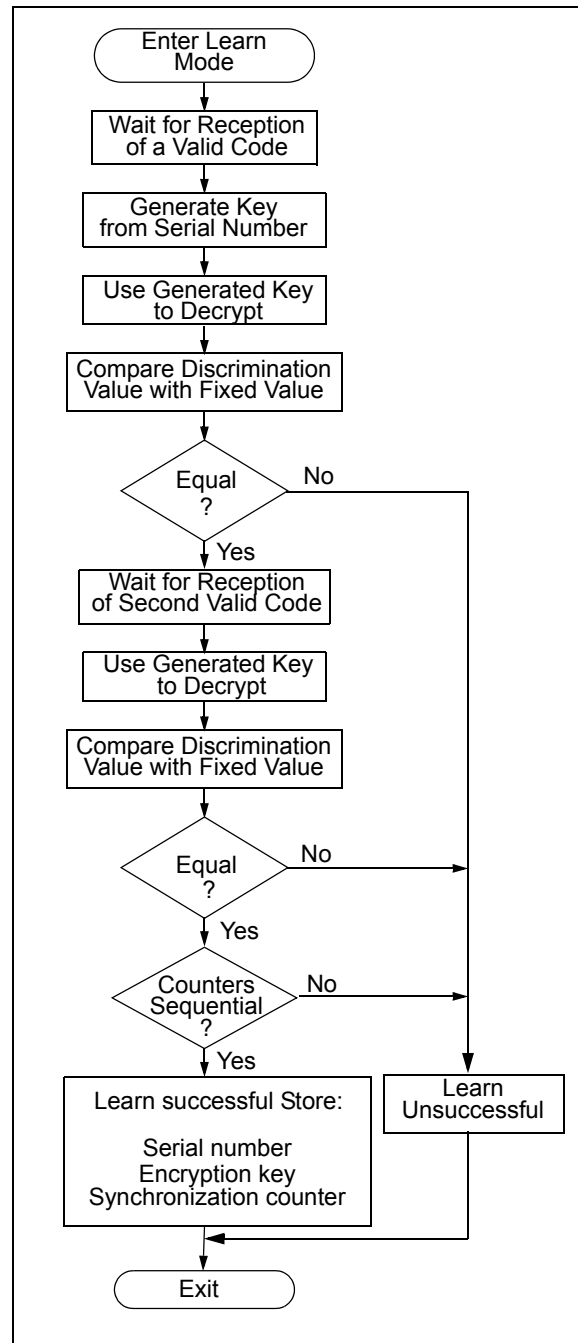 Enter Learn
Mode
Wait for Reception
of a Valid Code
Generate Key
from Serial Number
Use Generated Key
to Decrypt
Compare Discrimination
Value with Fixed Value
Equal
?
No
Yes
Wait for Reception
of Second Valid Code
Use Generated Key
to Decrypt
Compare Discrimination
Value with Fixed Value
Equal
?
No
Yes
Counters
Sequential
?
No
Yes
Learn successful Store:
Serial number
Encryption key
Synchronization counter
Learn
Unsuccessful
Exit